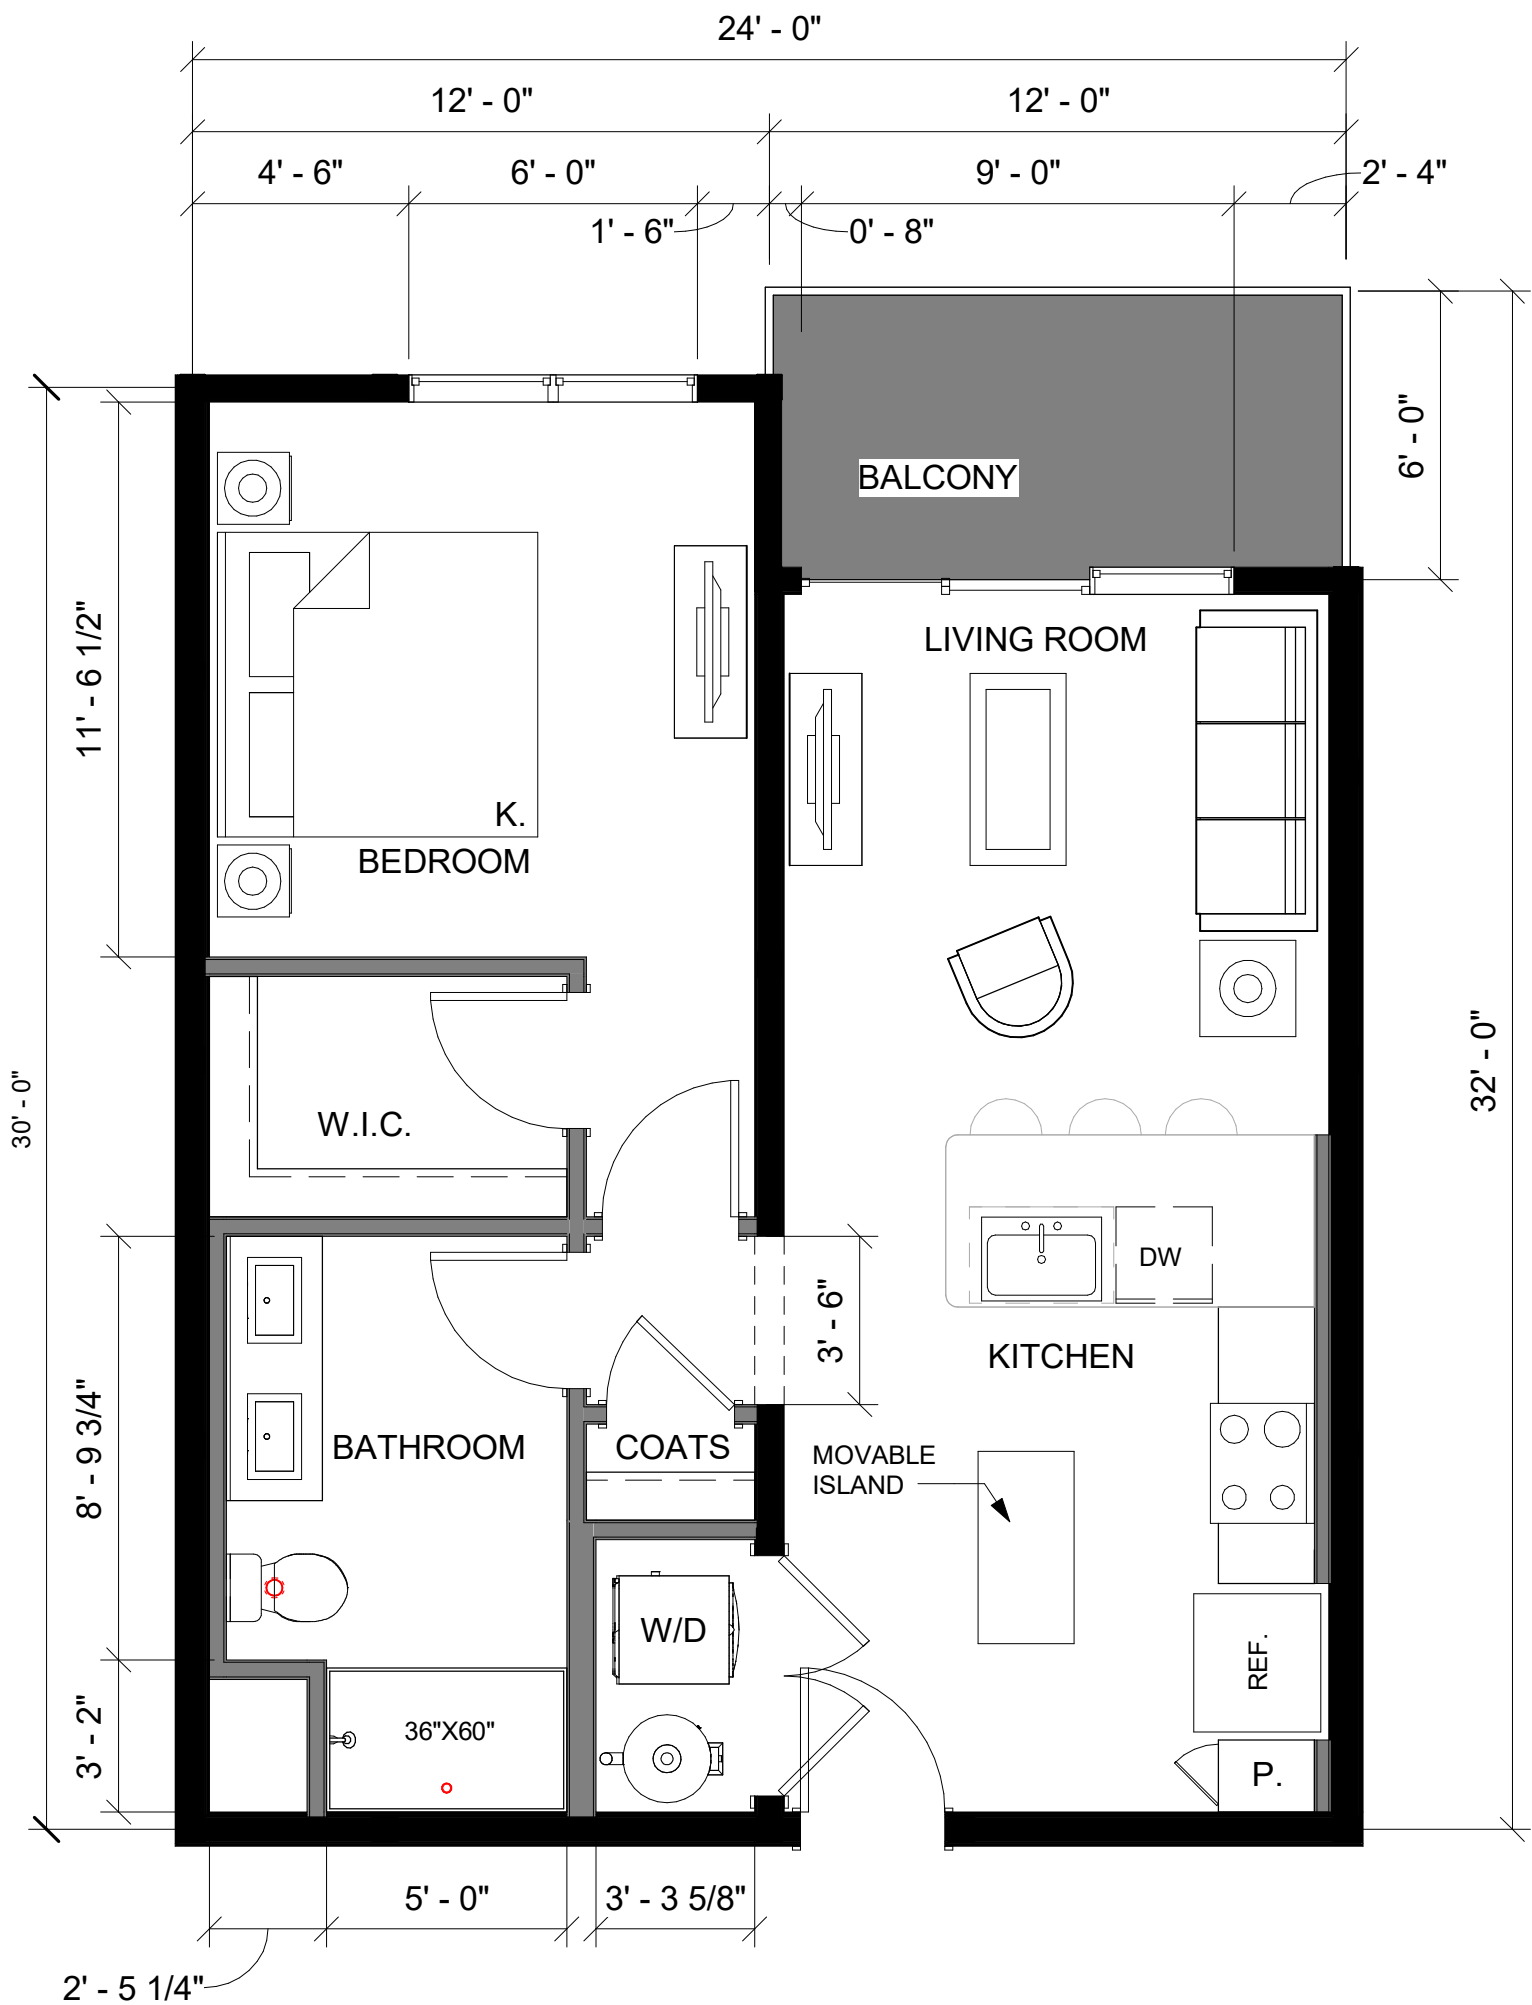 24' - 0"
12' - 0"
12' - 0"
4' - 6"
6' - 0"
9' - 0"
2' - 4"
1' - 6"
0' - 8"
6' - 0"
BALCONY
11' - 6 1/2"
LIVING ROOM
K.
BEDROOM
30' - 0"
32' - 0"
W.I.C.
DW
3' - 6"
KITCHEN
8' - 9 3/4"
BATHROOM
COATS
MOVABLE
ISLAND
W/D
REF.
3' - 2"
36"X60"
P.
5' - 0"
3' - 3 5/8"
2' - 5 1/4"